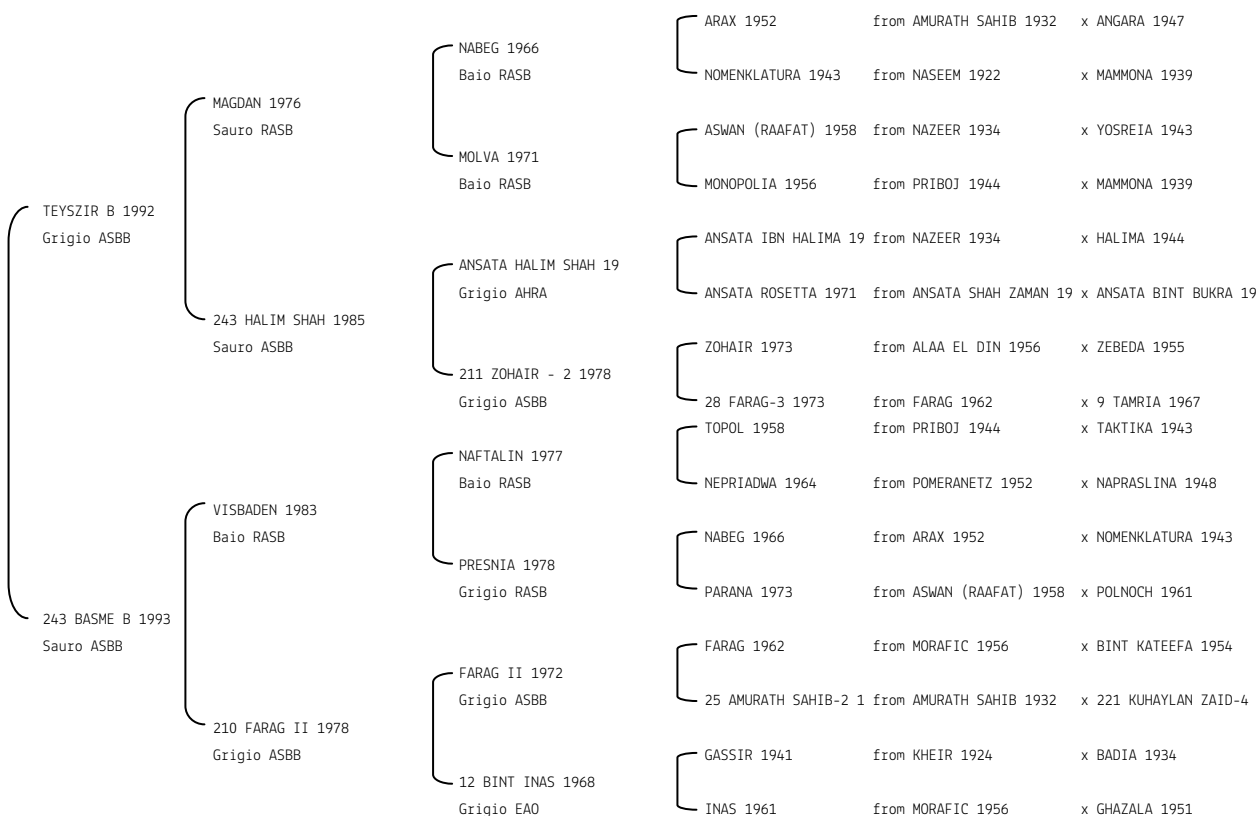 ARAX 1952 from AMURATH SAHIB 1932 x ANGARA 1947
NABEG 1966
Baio RASB
NOMENKLATURA 1943 from NASEEM 1922 x MAMMONA 1939
MAGDAN 1976
Sauro RASB
ASWAN (RAAFAT) 1958 from NAZEER 1934 x YOSREIA 1943
MOLVA 1971
Baio RASB
MONOPOLIA 1956 from PRIBOJ 1944 x MAMMONA 1939
TEYSZIR B 1992
Grigio ASBB
ANSATA IBN HALIMA 19 from NAZEER 1934 x HALIMA 1944
ANSATA HALIM SHAH 19
Grigio AHRA
ANSATA ROSETTA 1971 from ANSATA SHAH ZAMAN 19 x ANSATA BINT BUKRA 19
243 HALIM SHAH 1985
Sauro ASBB
ZOHAIR 1973 from ALAA EL DIN 1956 x ZEBEDA 1955
211 ZOHAIR - 2 1978
Grigio ASBB
28 FARAG-3 1973 from FARAG 1962 x 9 TAMRIA 1967
TOPOL 1958 from PRIBOJ 1944 x TAKTIKA 1943
NAFTALIN 1977
Baio RASB
NEPRIADWA 1964 from POMERANETZ 1952 x NAPRASLINA 1948
VISBADEN 1983
Baio RASB
NABEG 1966 from ARAX 1952 x NOMENKLATURA 1943
PRESNIA 1978
Grigio RASB
PARANA 1973 from ASWAN (RAAFAT) 1958 x POLNOCH 1961
243 BASME B 1993
Sauro ASBB
FARAG 1962 from MORAFIC 1956 x BINT KATEEFA 1954
FARAG II 1972
Grigio ASBB
25 AMURATH SAHIB-2 1 from AMURATH SAHIB 1932 x 221 KUHAYLAN ZAID-4
210 FARAG II 1978
Grigio ASBB
GASSIR 1941 from KHEIR 1924 x BADIA 1934
12 BINT INAS 1968
Grigio EAO
INAS 1961 from MORAFIC 1956 x GHAZALA 1951